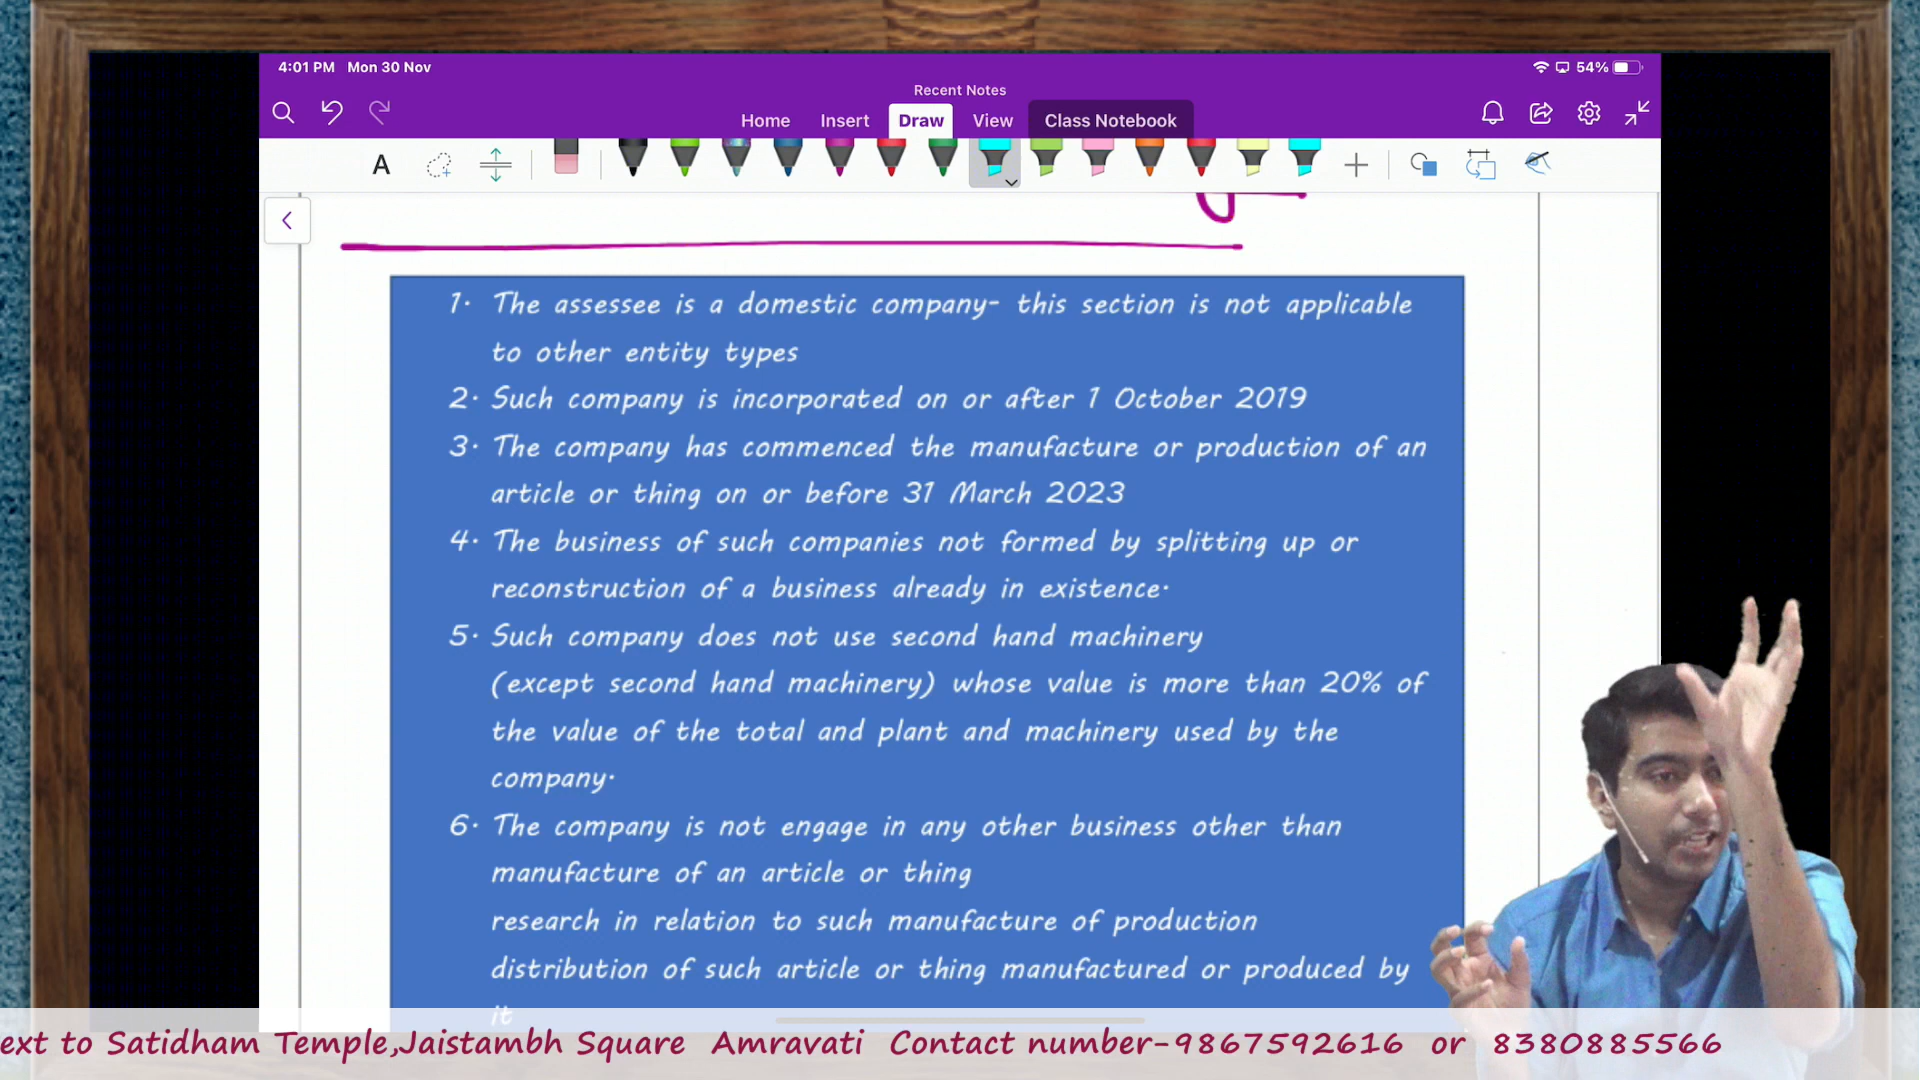 4:01 PM Mon 30 Nov
54%
Recent Notes
Home Insert Draw View Class Notebook
A
1. The assessee is a domestic company- this section is not applicable
to other entity types
2. Such company is incorporated on or after 1 October 2019
3. The company has commenced the manufacture or production of an
article or thing on or before 31 March 2023
4. The business of such companies not formed by splitting up or
reconstruction of a business already in existence.
5. Such company does not use second hand machinery
(except second hand machinery) whose value is more than 20% of
the value of the total and plant and machinery used by the
company.
6. The company is not engage in any other business other than
manufacture of an article or thing
research in relation to such manufacture of production
distribution of such article or thing manufactured or produced by
it
ext to Satidham Temple,Jaistambh Square Amravati Contact number-9867592616 or 8380885566